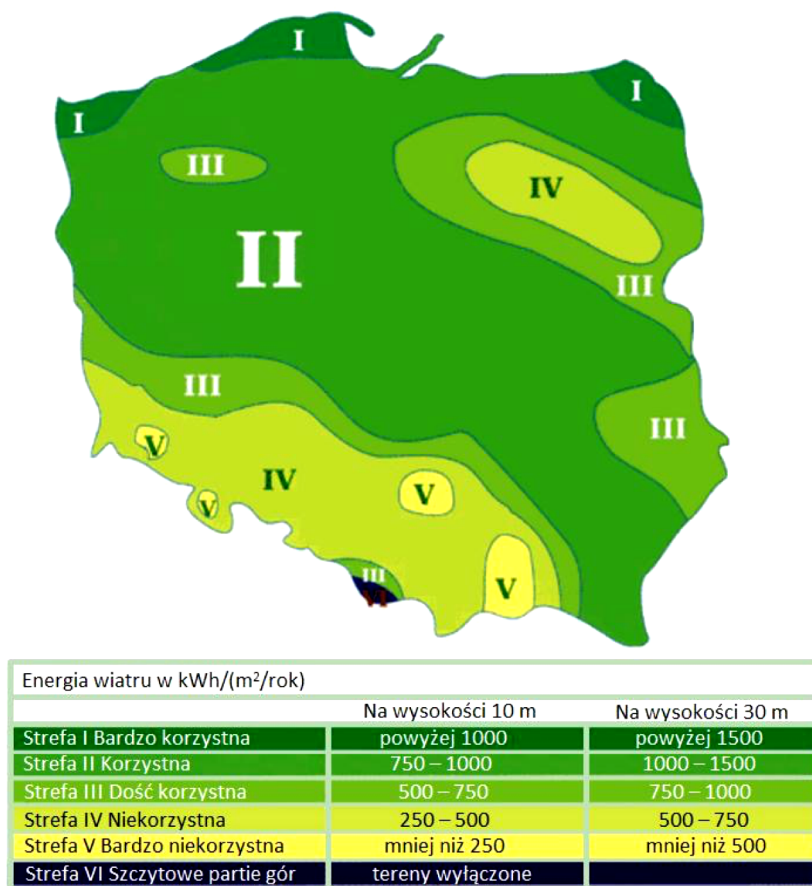 I
I
I
III
IV
II
III
III
III
V
IV
V
V
III
VI
V
Energia wiatru w kWh/(m²/rok)
Na wysokości 10 m Na wysokości 30 m
Strefa I Bardzo korzystna powyżej 1000 powyżej 1500
Strefa II Korzystna 750 – 1000 1000 – 1500
Strefa III Dość korzystna 500 – 750 750 – 1000
Strefa IV Niekorzystna 250 – 500 500 – 750
Strefa V Bardzo niekorzystna mniej niż 250 mniej niż 500
Strefa VI Szczytowe partie gór tereny wyłączone